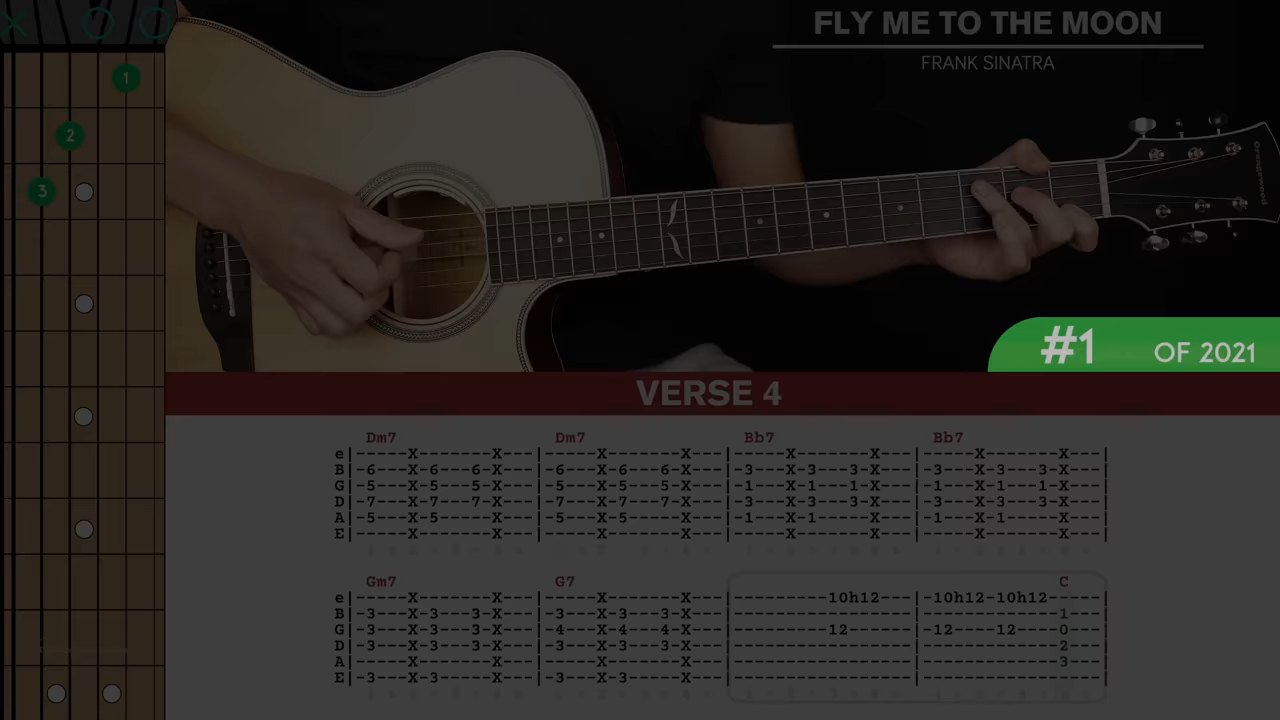 FLY ME TO THE MOON
FRANK SINATRA
1
2
3
#1 OF 2021
VERSE 4
Dm7 Dm7 Bb7 Bb7
e|------X-------X---|------X-------X---|------X-------X---|------X-------X---|
B|-6----X-6---6-X---|-6----X-6---6-X---|-3----X-3---3-X---|-3----X-3---3-X---|
G|-5----X-5---5-X---|-5----X-5---5-X---|-1----X-1---1-X---|-1----X-1---1-X---|
D|-7----X-7---7-X---|-7----X-7---7-X---|-3----X-3---3-X---|-3----X-3---3-X---|
A|-5----X-5-----X---|-5----X-5-----X---|-1----X-1-----X---|-1----X-1-----X---|
E|------X-------X---|------X-------X---|------X-------X---|------X-------X---|
Gm7 G7 C
e|------X-------X---|------X-------X---|----------10h12---|-10h12-10h12------|
B|-3----X-3---3-X---|-3----X-3---3-X---|------------------|-------------1----|
G|-3----X-3---3-X---|-4----X-4---4-X---|----------12------|-12----12----0----|
D|-3----X-3---3-X---|-3----X-3---3-X---|------------------|-------------2----|
A|------X-------X---|------X-------X---|------------------|-------------3----|
E|-3----X-3-----X---|-3----X-3-----X---|------------------|------------------|